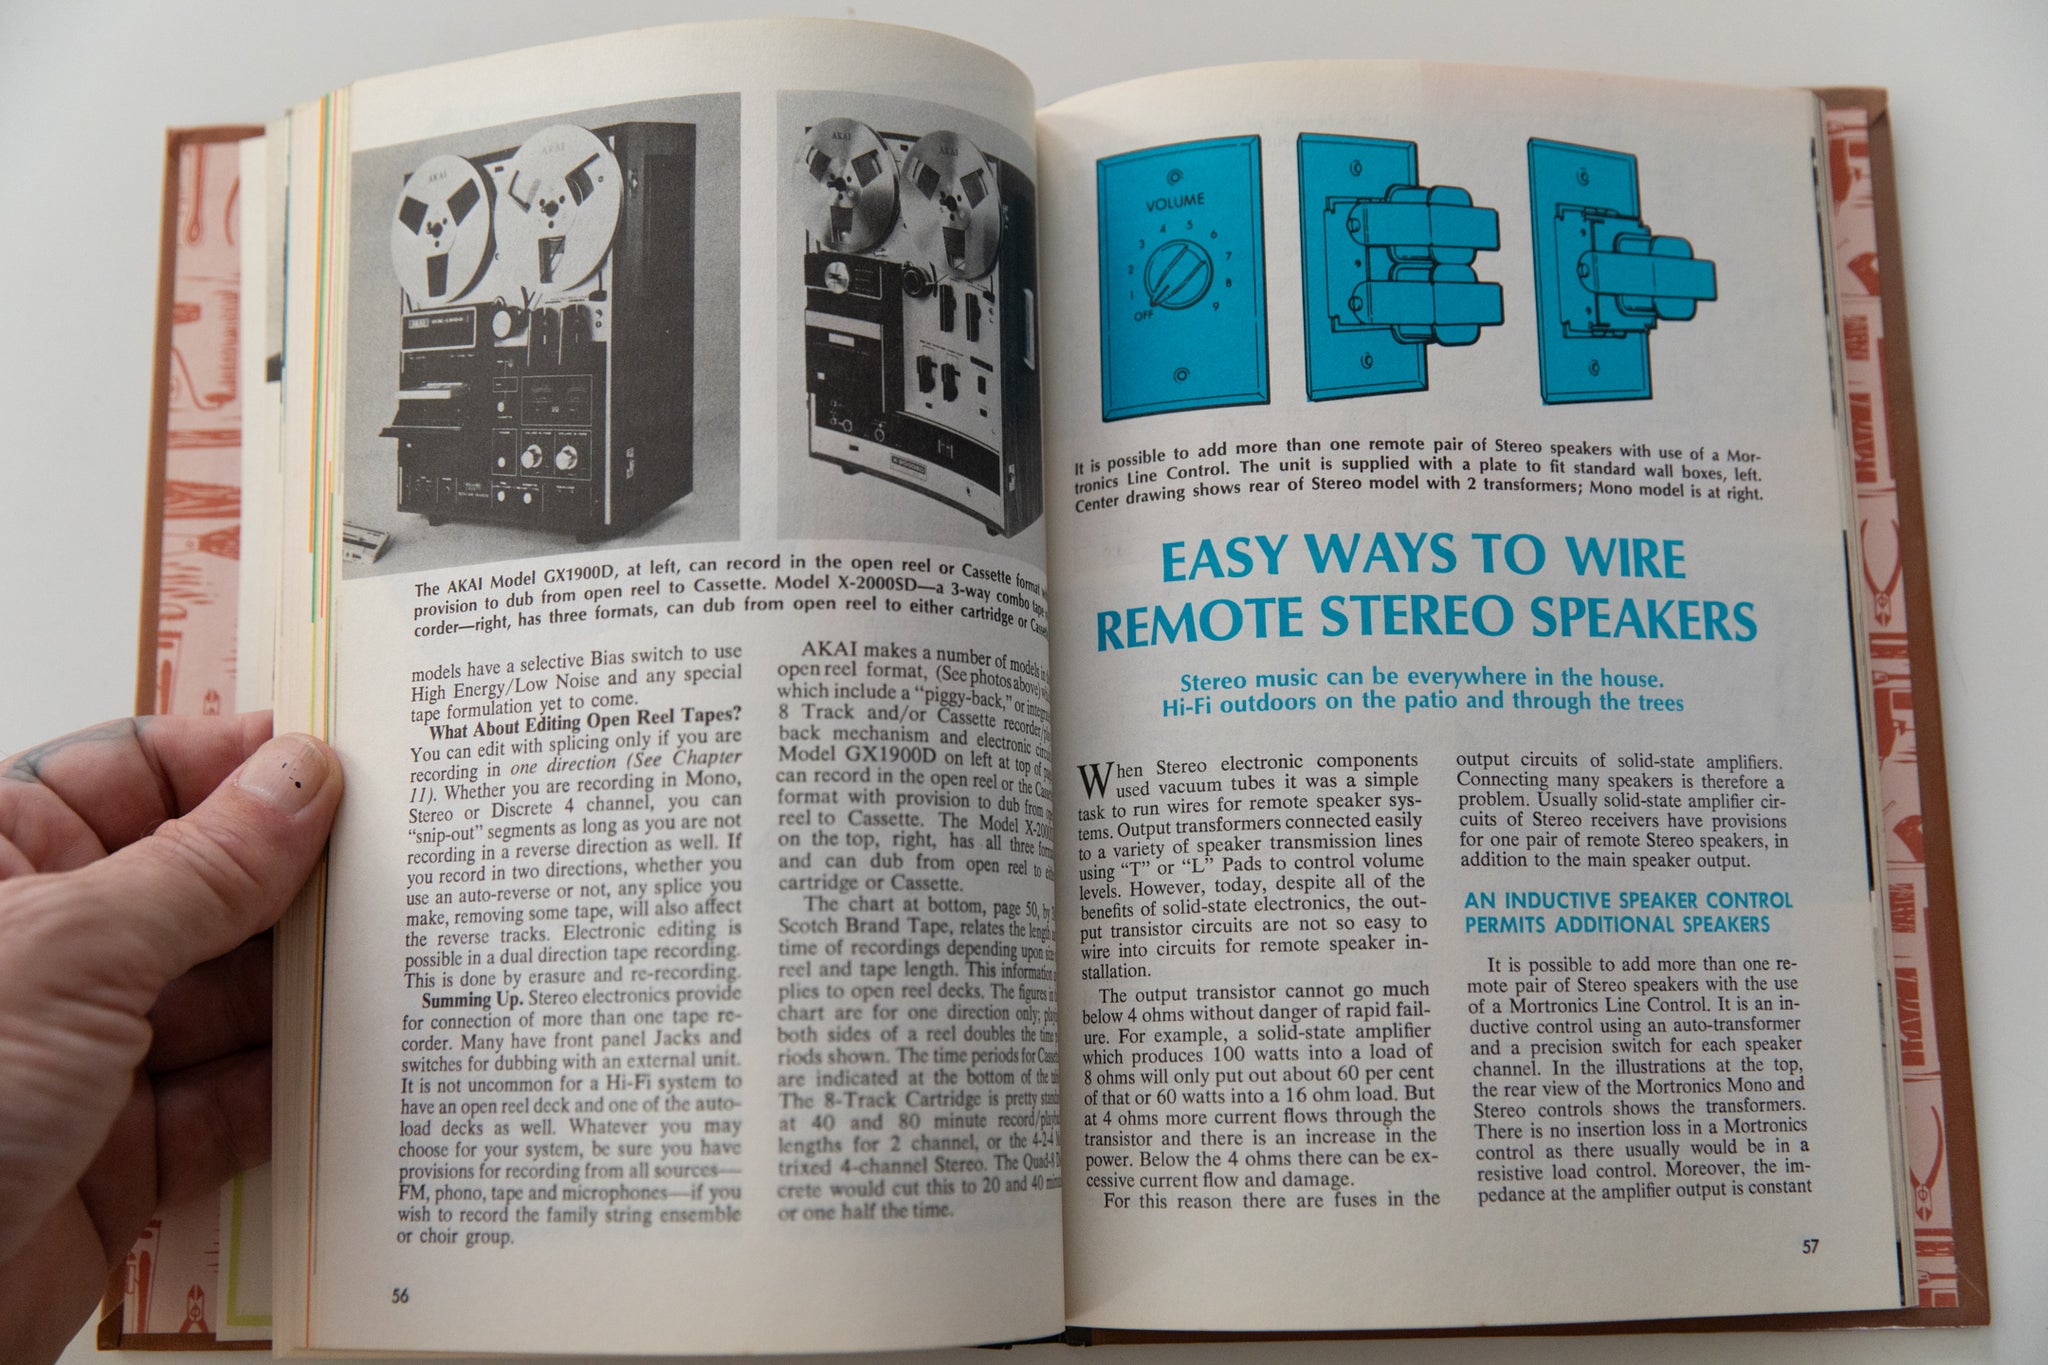 AKAI
AKAI
AKAI
AKAI
AKAI
The AKAI Model GX1900D, at left, can record in the open reel or Cassette format
provision to dub from open reel to Cassette. Model X-2000SD—a 3-way combo tape
corder—right, has three formats, can dub from open reel to either cartridge or
models have a selective Bias switch to use
High Energy/Low Noise and any special
tape formulation yet to come.
What About Editing Open Reel Tapes?
You can edit with splicing only if you are
recording in one direction (See Chapter
11). Whether you are recording in Mono,
Stereo or Discrete 4 channel, you can
“snip-out” segments as long as you are not
recording in a reverse direction as well. If
you record in two directions, whether you
use an auto-reverse or not, any splice you
make, removing some tape, will also affect
the reverse tracks. Electronic editing is
possible in a dual direction tape recording.
This is done by erasure and re-recording.
Summing Up. Stereo electronics provide
for connection of more than one tape re-
corder. Many have front panel Jacks and
switches for dubbing with an external unit.
It is not uncommon for a Hi-Fi system to
have an open reel deck and one of the auto-
load decks as well. Whatever you may
choose for your system, be sure you have
provisions for recording from all sources—
FM, phono, tape and microphones—if you
wish to record the family string ensemble
or choir group.
AKAI makes a number of models in
open reel format, (See photos above)
which include a “piggy-back,” or
8 Track and/or Cassette
back mechanism and electronic
Model GX1900D on left at top of
can record in the open reel or the
format with provision to dub from
reel to Cassette. The Model
on the top, right, has all three
and can dub from open reel to
cartridge or Cassette.
The chart at bottom, page 50, by
Scotch Brand Tape, relates the length
time of recordings depending upon
reel and tape length. This information
plies to open reel decks. The figures in
chart are for one direction only;
both sides of a reel doubles the time
riods shown. The time periods for
are indicated at the bottom of the
The 8-Track Cartridge is pretty
at 40 and 80 minute
lengths for 2 channel, or the 4-2-4
trixed 4-channel Stereo. The Quad-8
crete would cut this to 20 and 40
or one half the time.
56
VOLUME
OFF 1 2 3 4 5 6 7 8 9
It is possible to add more than one remote pair of Stereo speakers with use of a Mor-
tronics Line Control. The unit is supplied with a plate to fit standard wall boxes, left.
Center drawing shows rear of Stereo model with 2 transformers; Mono model is at right.
EASY WAYS TO WIRE
REMOTE STEREO SPEAKERS
Stereo music can be everywhere in the house.
Hi-Fi outdoors on the patio and through the trees
When Stereo electronic components
used vacuum tubes it was a simple
task to run wires for remote speaker sys-
tems. Output transformers connected easily
to a variety of speaker transmission lines
using “T” or “L” Pads to control volume
levels. However, today, despite all of the
benefits of solid-state electronics, the out-
put transistor circuits are not so easy to
wire into circuits for remote speaker in-
stallation.
The output transistor cannot go much
below 4 ohms without danger of rapid fail-
ure. For example, a solid-state amplifier
which produces 100 watts into a load of
8 ohms will only put out about 60 per cent
of that or 60 watts into a 16 ohm load. But
at 4 ohms more current flows through the
transistor and there is an increase in the
power. Below the 4 ohms there can be ex-
cessive current flow and damage.
For this reason there are fuses in the
output circuits of solid-state amplifiers.
Connecting many speakers is therefore a
problem. Usually solid-state amplifier cir-
cuits of Stereo receivers have provisions
for one pair of remote Stereo speakers, in
addition to the main speaker output.
AN INDUCTIVE SPEAKER CONTROL
PERMITS ADDITIONAL SPEAKERS
It is possible to add more than one re-
mote pair of Stereo speakers with the use
of a Mortronics Line Control. It is an in-
ductive control using an auto-transformer
and a precision switch for each speaker
channel. In the illustrations at the top,
the rear view of the Mortronics Mono and
Stereo controls shows the transformers.
There is no insertion loss in a Mortronics
control as there usually would be in a
resistive load control. Moreover, the im-
pedance at the amplifier output is constant
57